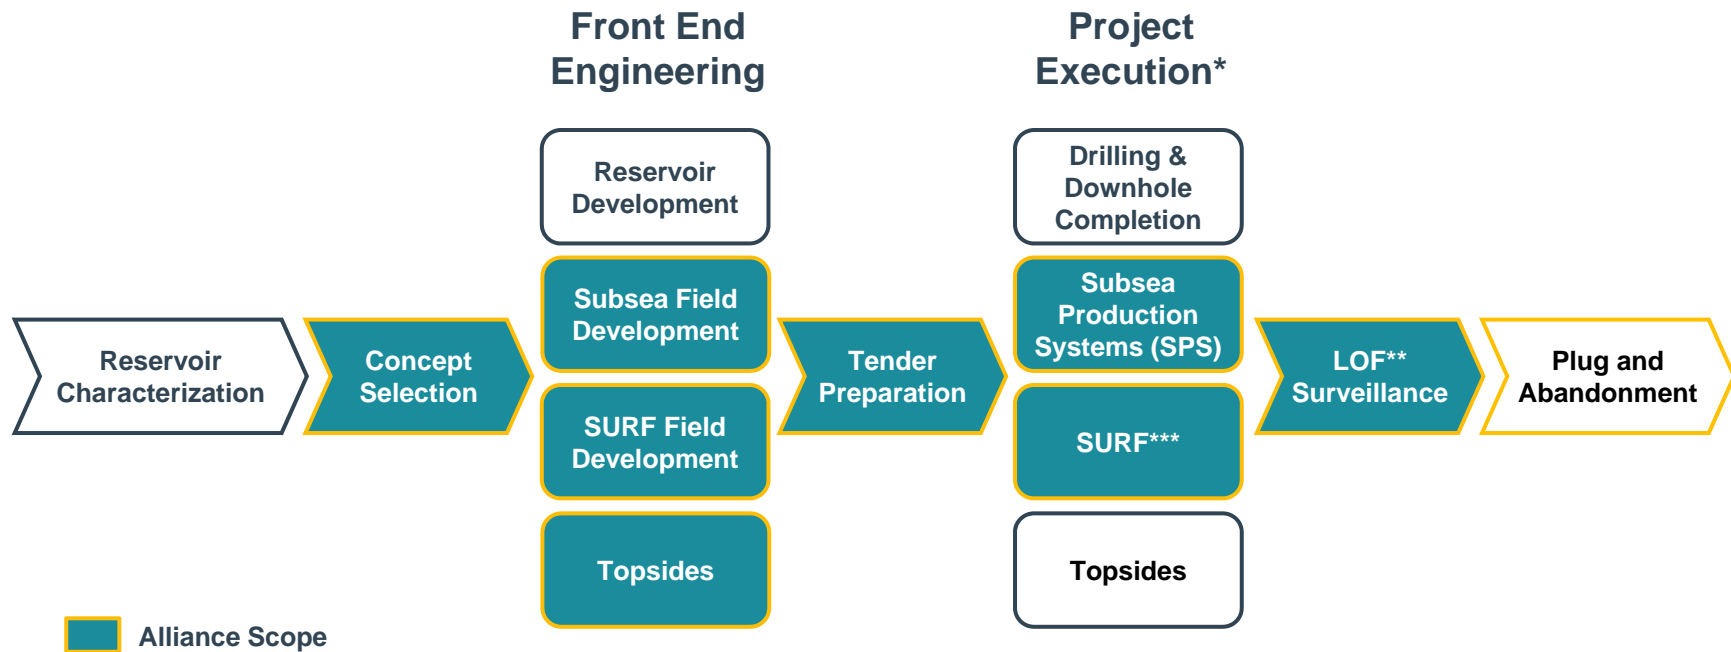 Front End
Engineering
Project
Execution*
Reservoir
Development
Drilling &
Downhole
Completion
Subsea Field
Development
Subsea
Production
Systems (SPS)
Reservoir
Characterization
Concept
Selection
Tender
Preparation
LOF**
Surveillance
Plug and
Abandonment
SURF Field
Development
SURF***
Topsides
Topsides
Alliance Scope